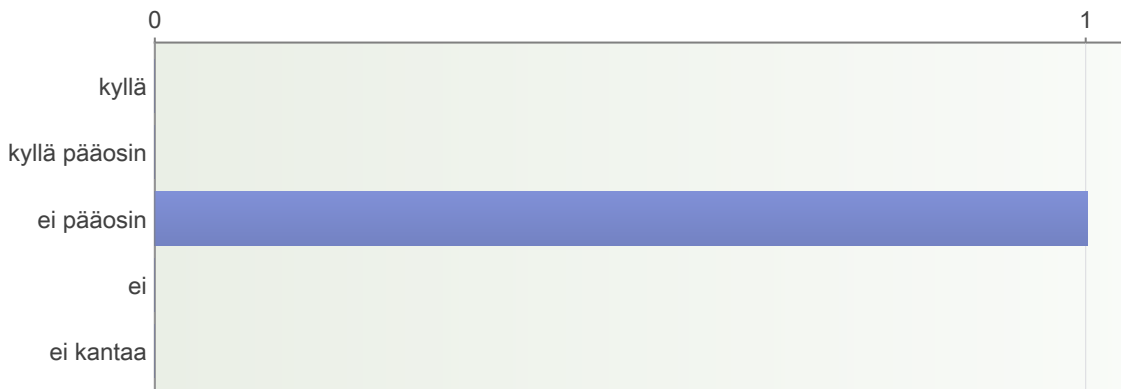 0 1
kyllä
kyllä pääosin
ei pääosin
ei
ei kantaa